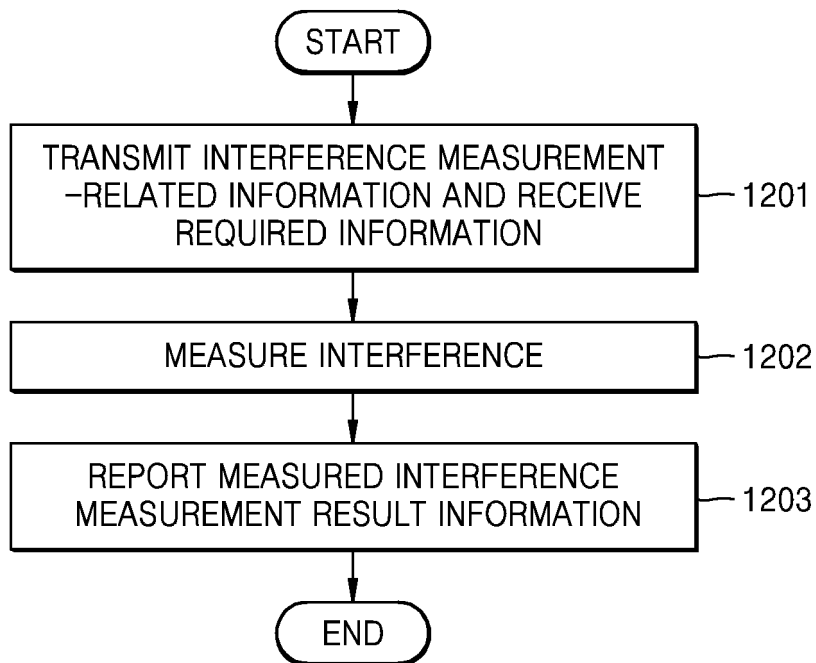 START
TRANSMIT INTERFERENCE MEASUREMENT
-RELATED INFORMATION AND RECEIVE
REQUIRED INFORMATION
1201
MEASURE INTERFERENCE
1202
REPORT MEASURED INTERFERENCE
MEASUREMENT RESULT INFORMATION
1203
END